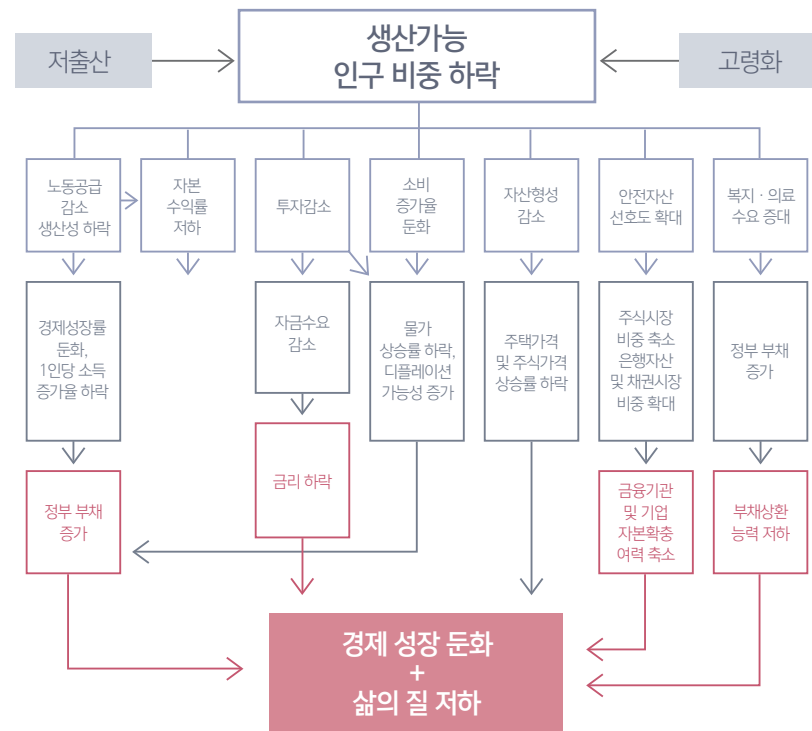 생산가능
인구 비중 하락
저출산
고령화
노동공급
감소
생산성 하락
자본
수익률
저하
투자감소
소비
증가율
둔화
자산형성
감소
안전자산
선호도 확대
복지 · 의료
수요 증대
경제성장률
둔화,
1인당 소득
증가율 하락
자금수요
감소
물가
상승률 하락,
디플레이션
가능성 증가
주택가격
및 주식가격
상승률 하락
주식시장
비중 축소
은행자산
및 채권시장
비중 확대
정부 부채
증가
정부 부채
증가
금리 하락
금융기관
및 기업
자본확충
여력 축소
부채상환
능력 저하
경제 성장 둔화
+
삶의 질 저하